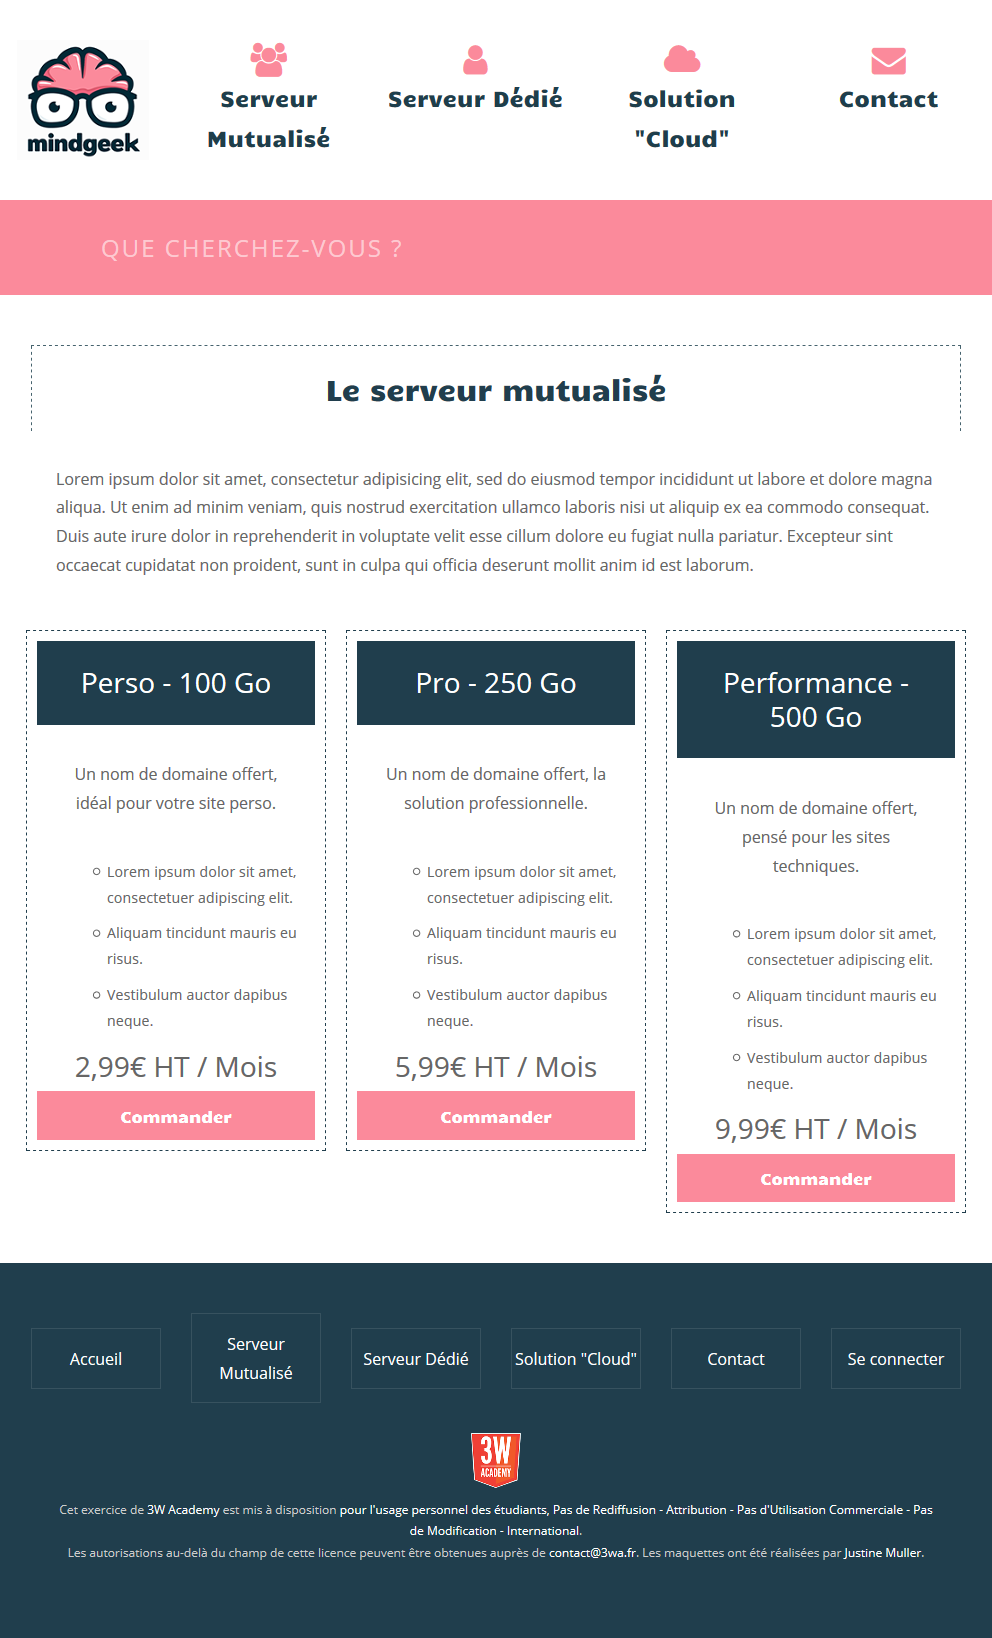 mindgeek
Serveur
Mutualisé
Serveur Dédié
Solution
"Cloud"
Contact
QUE CHERCHEZ-VOUS ?
Le serveur mutualisé
Lorem ipsum dolor sit amet, consectetur adipisicing elit, sed do eiusmod tempor incididunt ut labore et dolore magna
aliqua. Ut enim ad minim veniam, quis nostrud exercitation ullamco laboris nisi ut aliquip ex ea commodo consequat.
Duis aute irure dolor in reprehenderit in voluptate velit esse cillum dolore eu fugiat nulla pariatur. Excepteur sint
occaecat cupidatat non proident, sunt in culpa qui officia deserunt mollit anim id est laborum.
Perso - 100 Go
Un nom de domaine offert,
idéal pour votre site perso.
Lorem ipsum dolor sit amet,
consectetuer adipiscing elit.
Aliquam tincidunt mauris eu
risus.
Vestibulum auctor dapibus
neque.
2,99€ HT / Mois
Commander
Pro - 250 Go
Un nom de domaine offert, la
solution professionnelle.
Lorem ipsum dolor sit amet,
consectetuer adipiscing elit.
Aliquam tincidunt mauris eu
risus.
Vestibulum auctor dapibus
neque.
5,99€ HT / Mois
Commander
Performance -
500 Go
Un nom de domaine offert,
pensé pour les sites
techniques.
Lorem ipsum dolor sit amet,
consectetuer adipiscing elit.
Aliquam tincidunt mauris eu
risus.
Vestibulum auctor dapibus
neque.
9,99€ HT / Mois
Commander
Accueil
Serveur
Mutualisé
Serveur Dédié
Solution "Cloud"
Contact
Se connecter
3W
ACADEMY
Cet exercice de 3W Academy est mis à disposition pour l'usage personnel des étudiants, Pas de Rediffusion - Attribution - Pas d'Utilisation Commerciale - Pas
de Modification - International.
Les autorisations au-delà du champ de cette licence peuvent être obtenues auprès de contact@3wa.fr. Les maquettes ont été réalisées par Justine Muller.